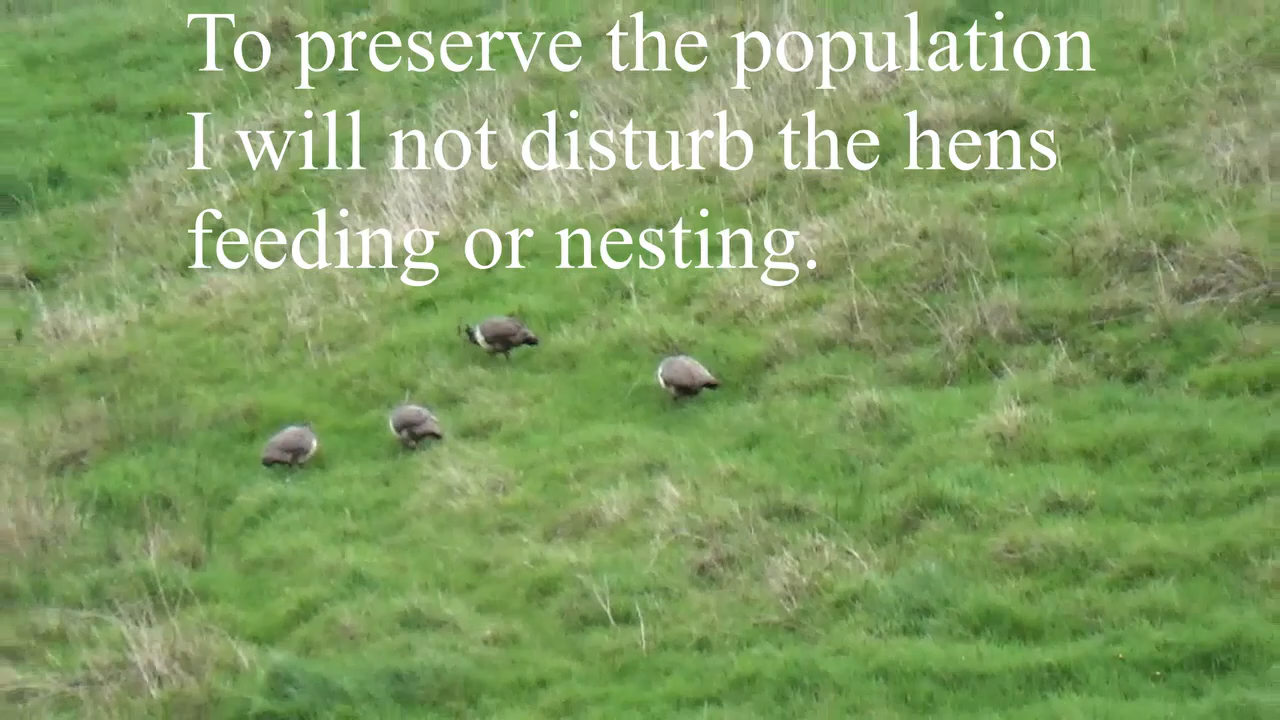 To preserve the population
I will not disturb the hens
feeding or nesting.